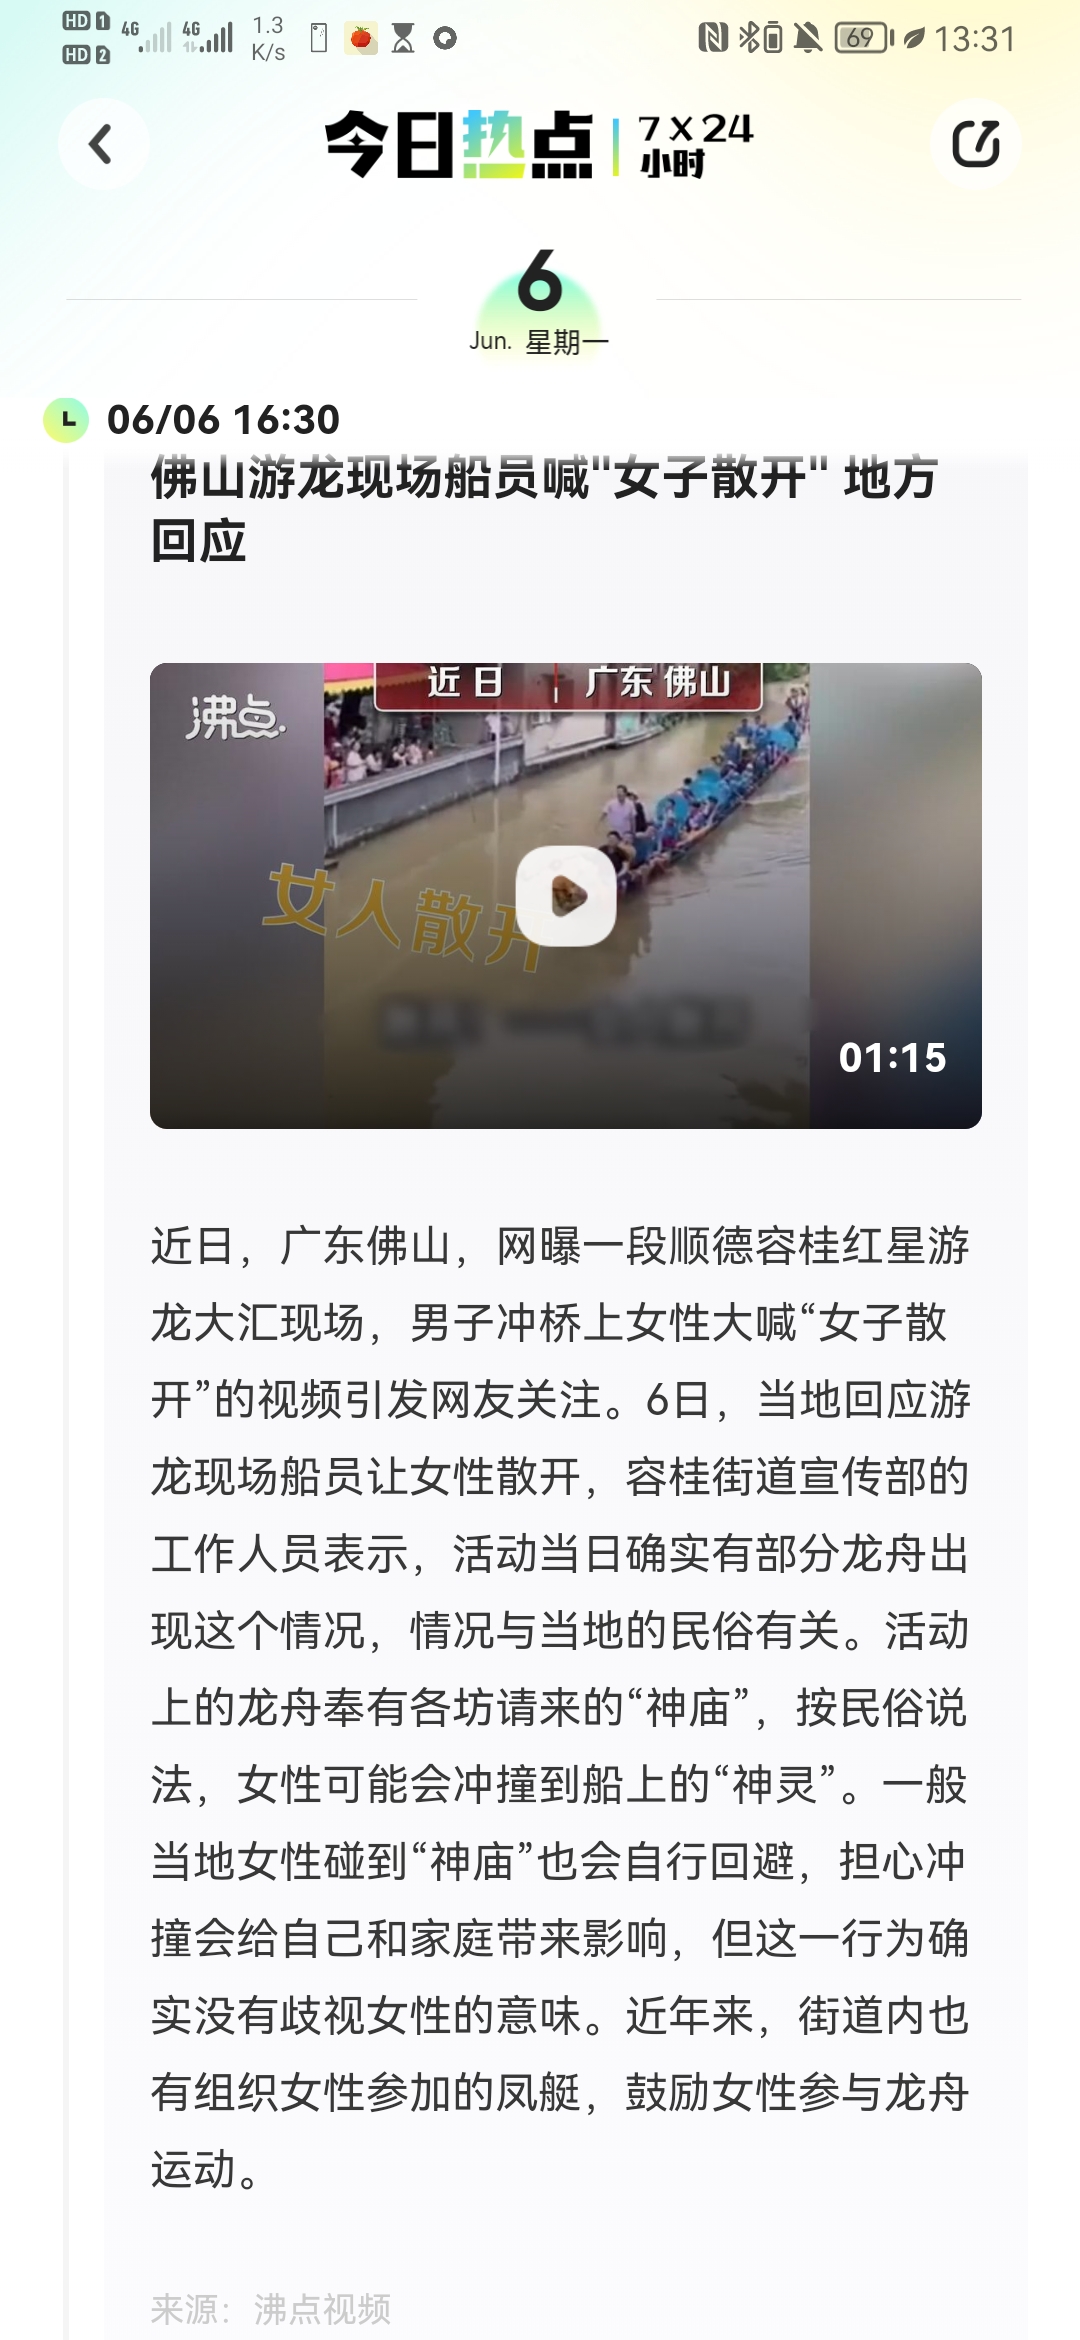 HD 1 4G 4G 1.3 K/s 69 13:31
HD 2
今日热点 7×24小时
6
Jun. 星期一
06/06 16:30
佛山游龙现场船员喊"女子散开" 地方
回应
近日 广东 佛山
沸点
女人散开
01:15
近日，广东佛山，网曝一段顺德容桂红星游
龙大汇现场，男子冲桥上女性大喊“女子散
开”的视频引发网友关注。6日，当地回应游
龙现场船员让女性散开，容桂街道宣传部的
工作人员表示，活动当日确实有部分龙舟出
现这个情况，情况与当地的民俗有关。活动
上的龙舟奉有各坊请来的“神庙”，按民俗说
法，女性可能会冲撞到船上的“神灵”。一般
当地女性碰到“神庙”也会自行回避，担心冲
撞会给自己和家庭带来影响，但这一行为确
实没有歧视女性的意味。近年来，街道内也
有组织女性参加的凤艇，鼓励女性参与龙舟
运动。
来源：沸点视频